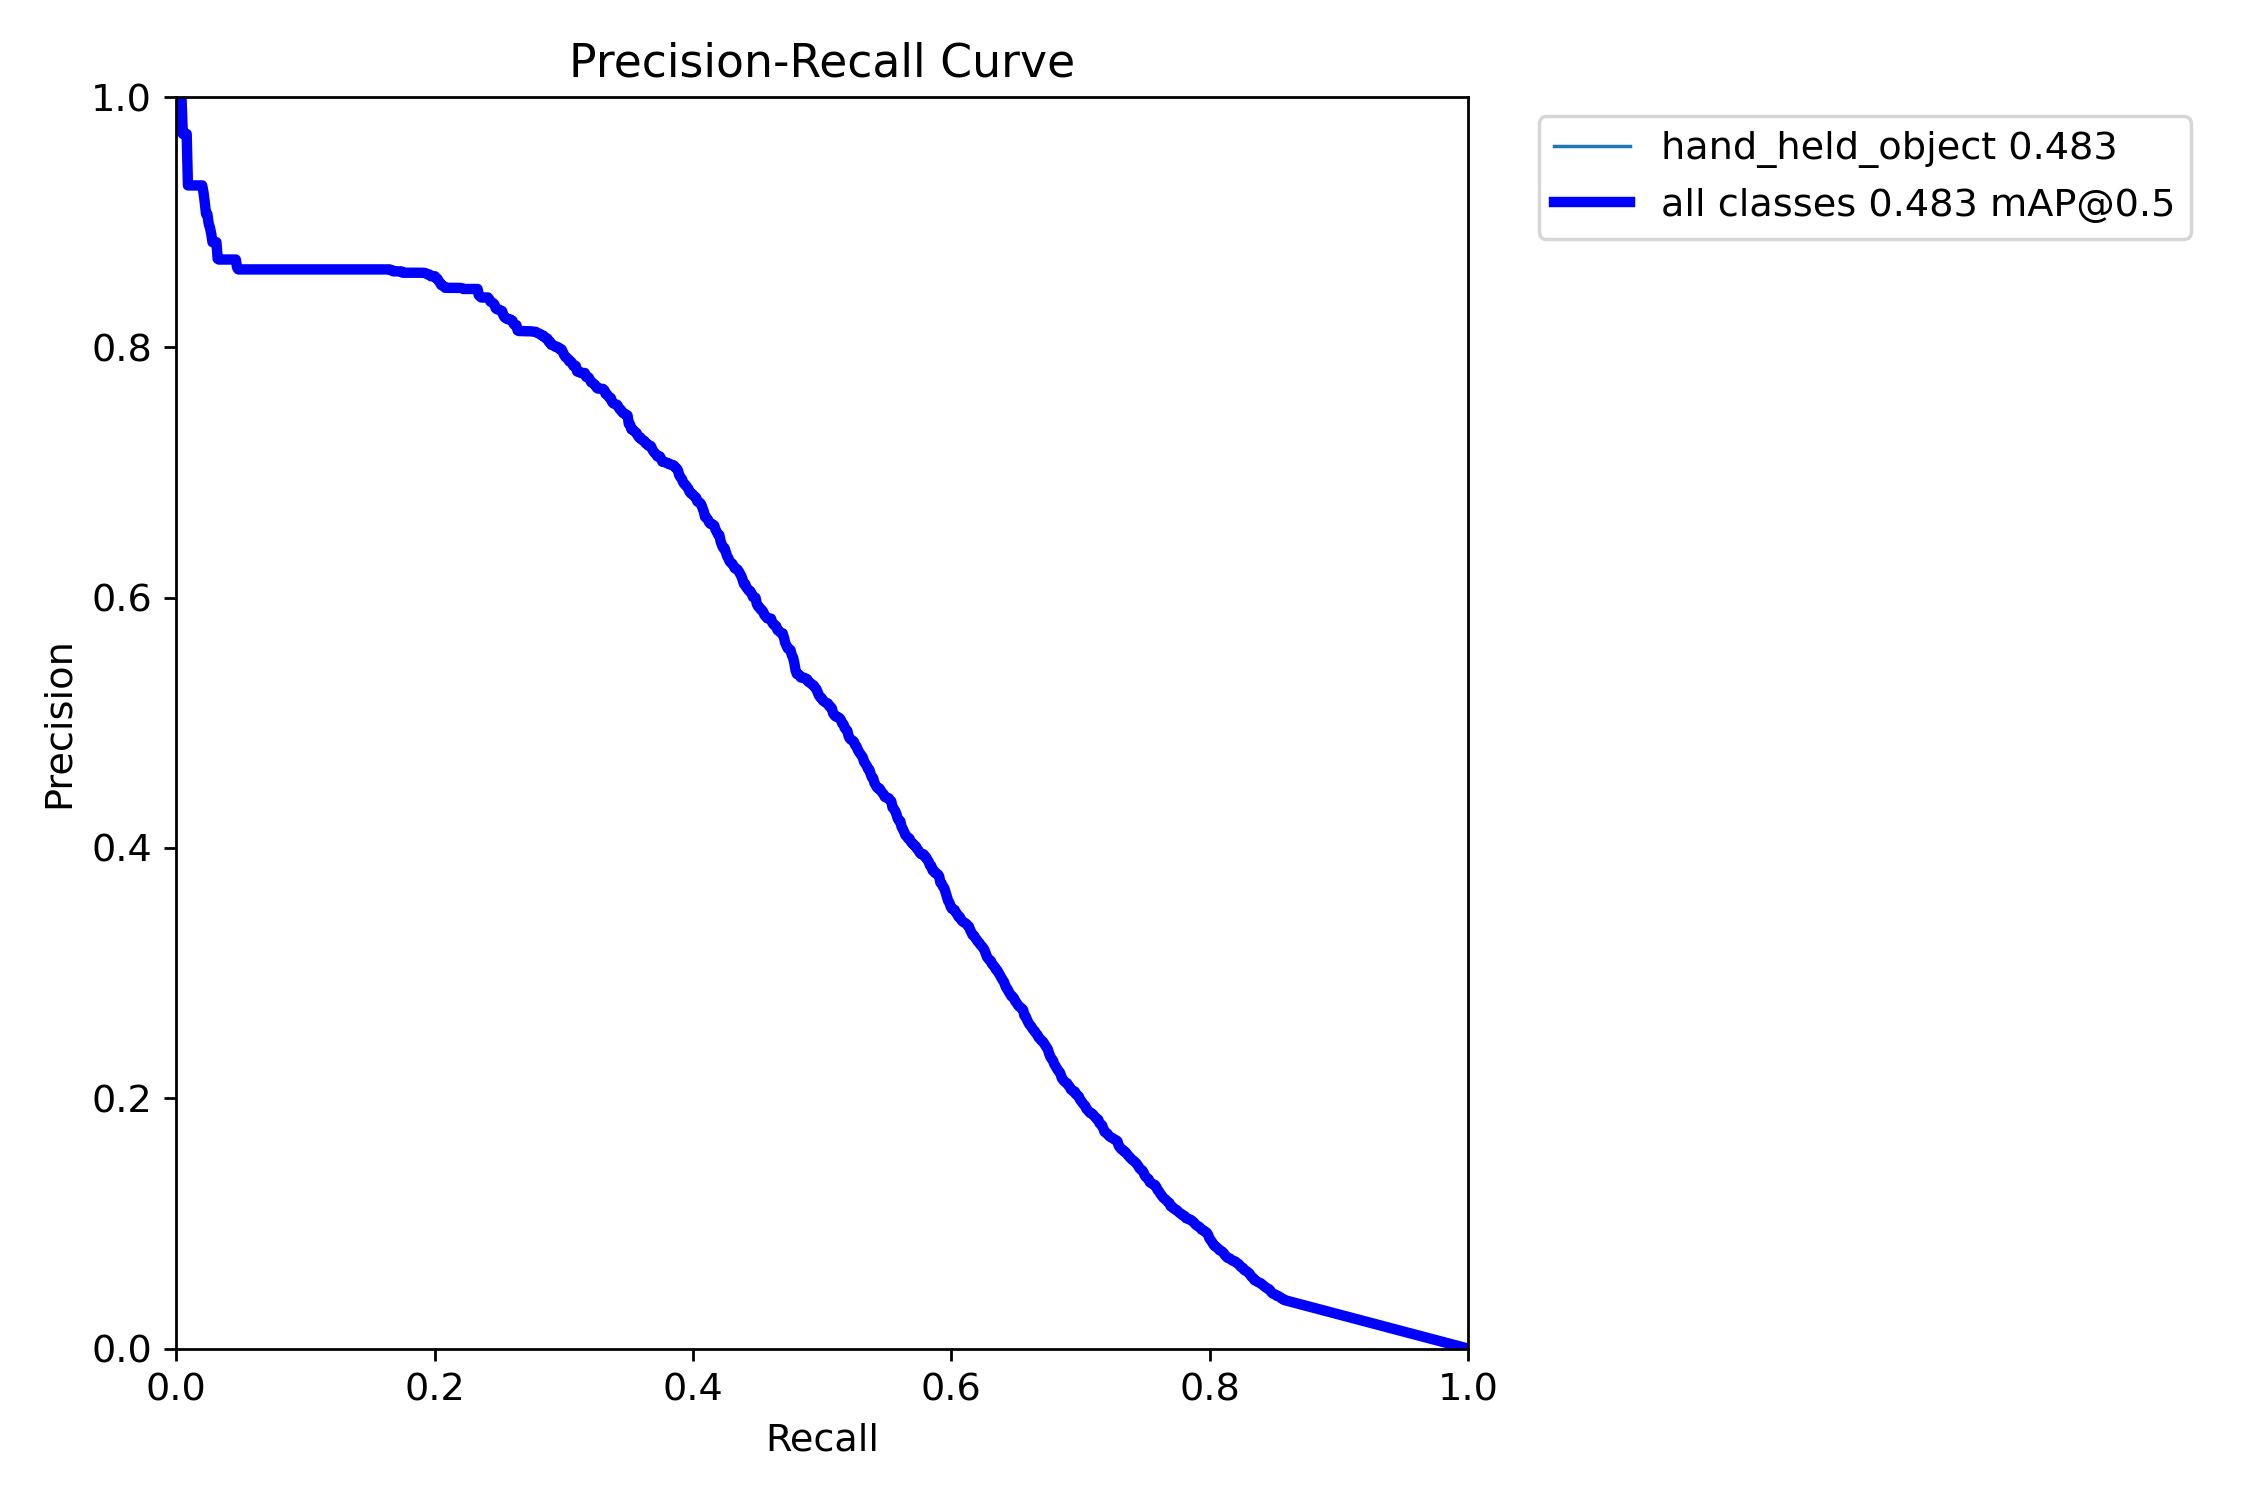 Precision-Recall Curve
1.0
0.8
0.6
0.4
0.2
0.0
Precision
0.0 0.2 0.4 0.6 0.8 1.0
Recall
hand_held_object 0.483
all classes 0.483 mAP@0.5